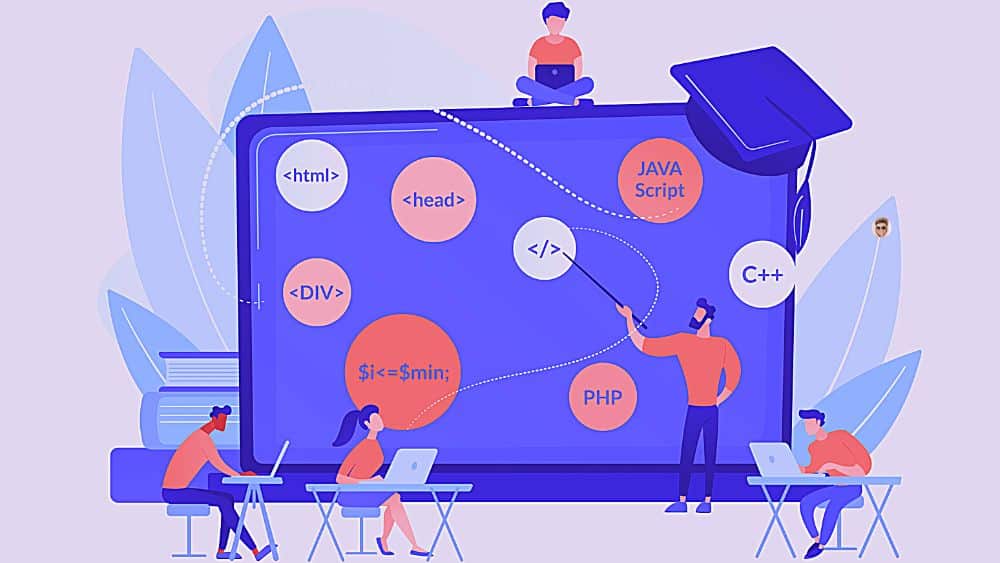 <html>
<head>
JAVA
Script
</>
C++
<DIV>
$i<=$min;
PHP